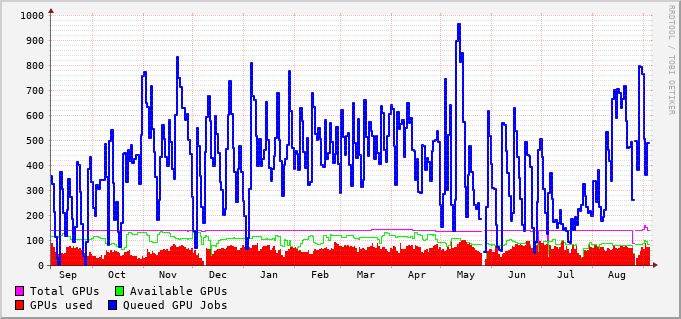 1000
900
800
700
600
500
400
300
200
100
0
Sep Oct Nov Dec Jan Feb Mar Apr May Jun Jul Aug
Total GPUs Available GPUs
GPUs used Queued GPU Jobs
RRDTOOL / TOBI OETIKER